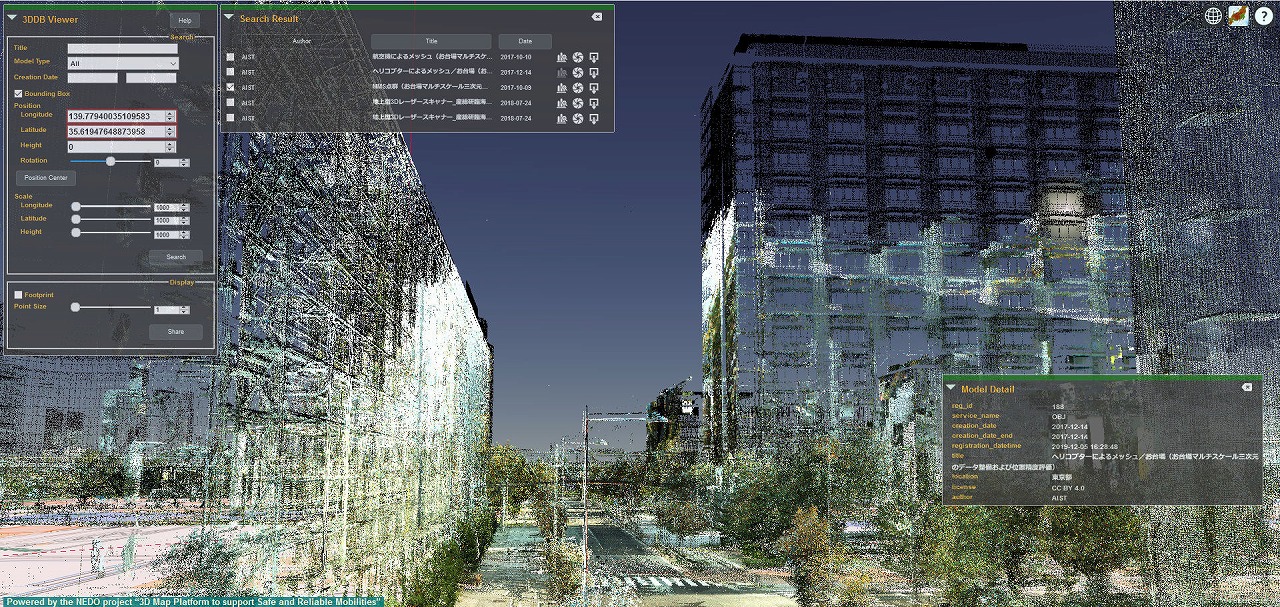 3DDB Viewer
Help
Search
Title
Model Type
All
Creation Date
Bounding Box
Position
Longitude
139.77940035109583
Latitude
35.61947648873958
Height
0
Rotation
0
Position Center
Scale
Longitude
1000
Latitude
1000
Height
1000
Search
Display
Footprint
Point Size
1
Share
Search Result
Author Title Date
AIST 航空機によるメッシュ（お台場マルチスケ... 2017-10-10
AIST ヘリコプターによるメッシュ／お台場（お... 2017-12-14
AIST MMS点群（お台場マルチスケール三次元... 2017-10-09
AIST 地上型3Dレーザースキャナー_産総研臨海... 2018-07-24
AIST 地上型3Dレーザースキャナー_産総研臨海... 2018-07-24
?
Model Detail
reg_id 188
service_name OBJ
creation_date 2017-12-14
creation_date_end 2017-12-14
registration_datetime 2019-12-05 16:28:48
title ヘリコプターによるメッシュ／お台場（お台場マルチスケール三次元
のデータ整備および位置精度評価）
location 東京都
license CC BY 4.0
author AIST
Powered by the NEDO project "3D Map Platform to support Safe and Reliable Mobilities"